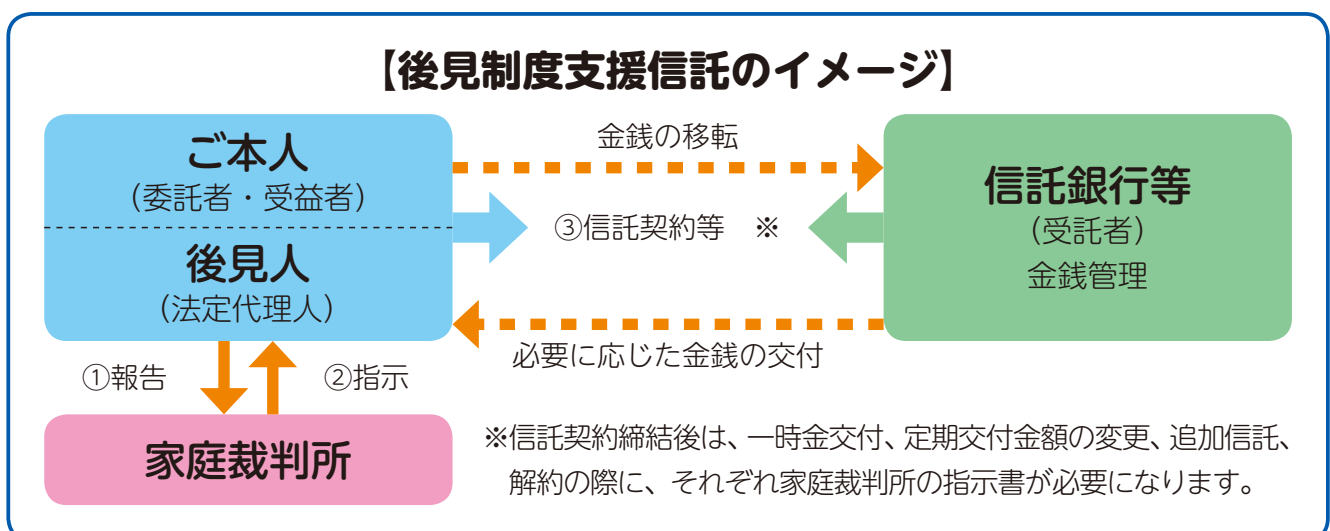 【後見制度支援信託のイメージ】
ご本人
（委託者・受益者）
後見人
（法定代理人）
金銭の移転
③信託契約等　※
必要に応じた金銭の交付
信託銀行等
（受託者）
金銭管理
①報告
②指示
家庭裁判所
※信託契約締結後は、一時金交付、定期交付金額の変更、追加信託、
解約の際に、それぞれ家庭裁判所の指示書が必要になります。